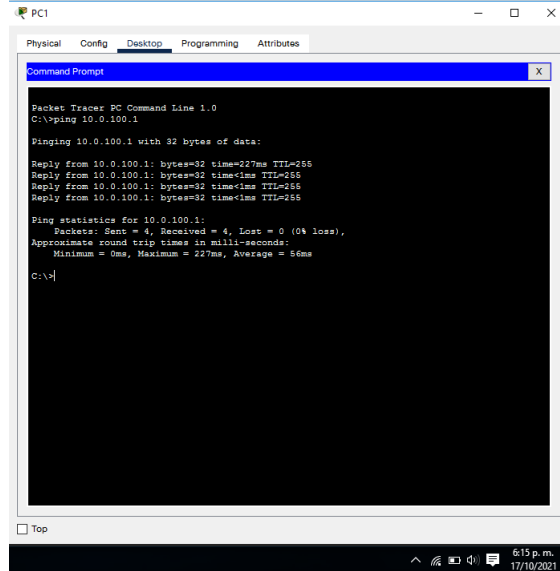 PC1
Physical Config Desktop Programming Attributes
Command Prompt
X
Packet Tracer PC Command Line 1.0
C:\>ping 10.0.100.1
Pinging 10.0.100.1 with 32 bytes of data:
Reply from 10.0.100.1: bytes=32 time=227ms TTL=255
Reply from 10.0.100.1: bytes=32 time<1ms TTL=255
Reply from 10.0.100.1: bytes=32 time<1ms TTL=255
Reply from 10.0.100.1: bytes=32 time<1ms TTL=255
Ping statistics for 10.0.100.1:
Packets: Sent = 4, Received = 4, Lost = 0 (0% loss),
Approximate round trip times in milli-seconds:
Minimum = 0ms, Maximum = 227ms, Average = 56ms
C:\>
Top
6:15 p. m.
17/10/2021